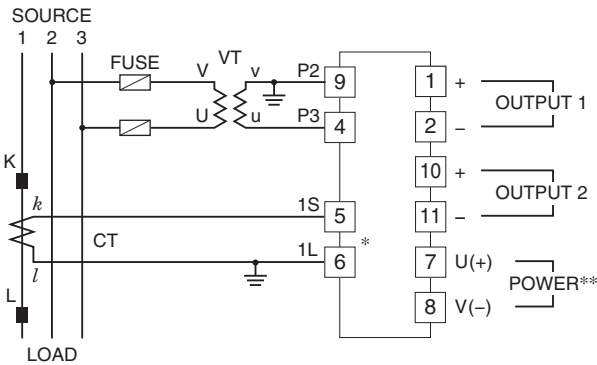 SOURCE
1 2 3
FUSE
VT
V v P2 9
U u P3 4
1 +
2 −
OUTPUT 1
10 +
11 −
OUTPUT 2
K
k 1S 5
CT
l 1L 6 *
L
7 U(+)
8 V(−)
POWER**
LOAD